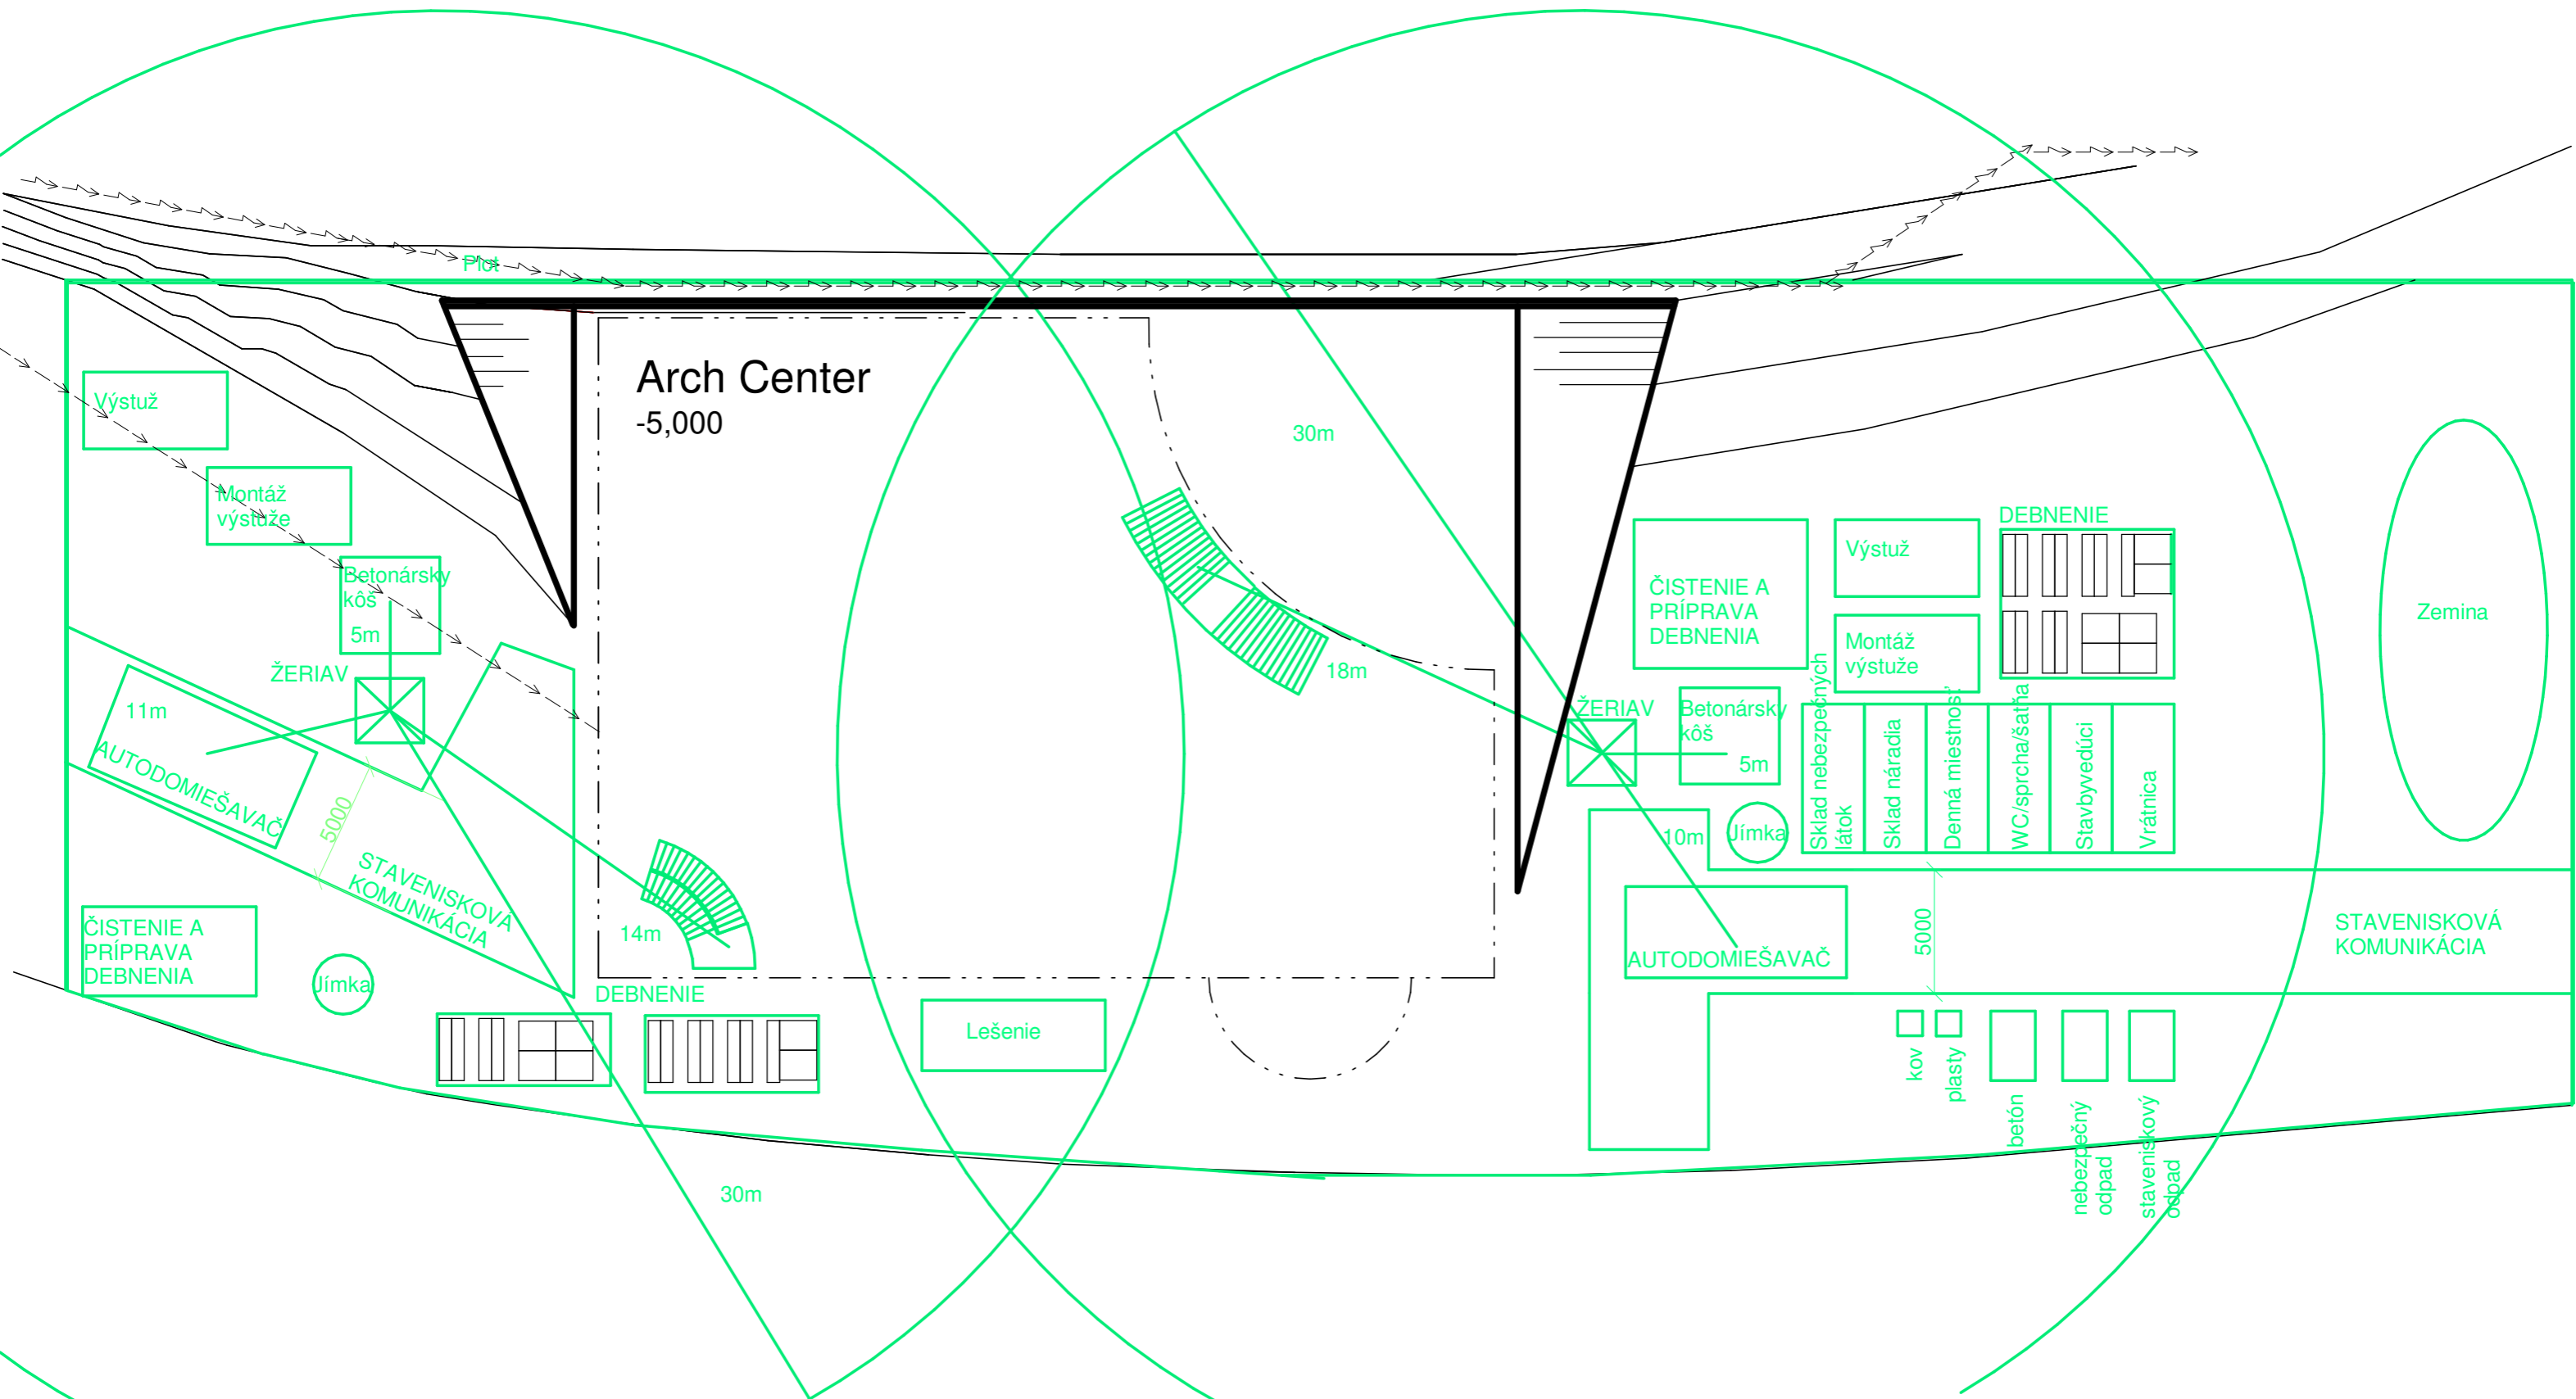 Plot
Arch Center
-5,000
Výstuž
Montáž
výstuže
Betonársky
kôš
5m
ŽERIAV
11m
AUTODOMIEŠAVAČ
5000
STAVENISKOVÁ
KOMUNIKÁCIA
ČISTENIE A
PRÍPRAVA
DEBNENIA
Jímka
14m
DEBNENIE
Lešenie
30m
30m
18m
ŽERIAV
Betonársky
kôš
5m
10m
Jímka
AUTODOMIEŠAVAČ
ČISTENIE A
PRÍPRAVA
DEBNENIA
Výstuž
Montáž
výstuže
DEBNENIE
Sklad nebezpečných
látok
Sklad náradia
Denná miestnosť
WC/sprcha/šatňa
Stavbyvedúci
Vrátnica
Zemina
5000
STAVENISKOVÁ
KOMUNIKÁCIA
kov
plasty
betón
nebezpečný
odpad
staveniskový
odpad